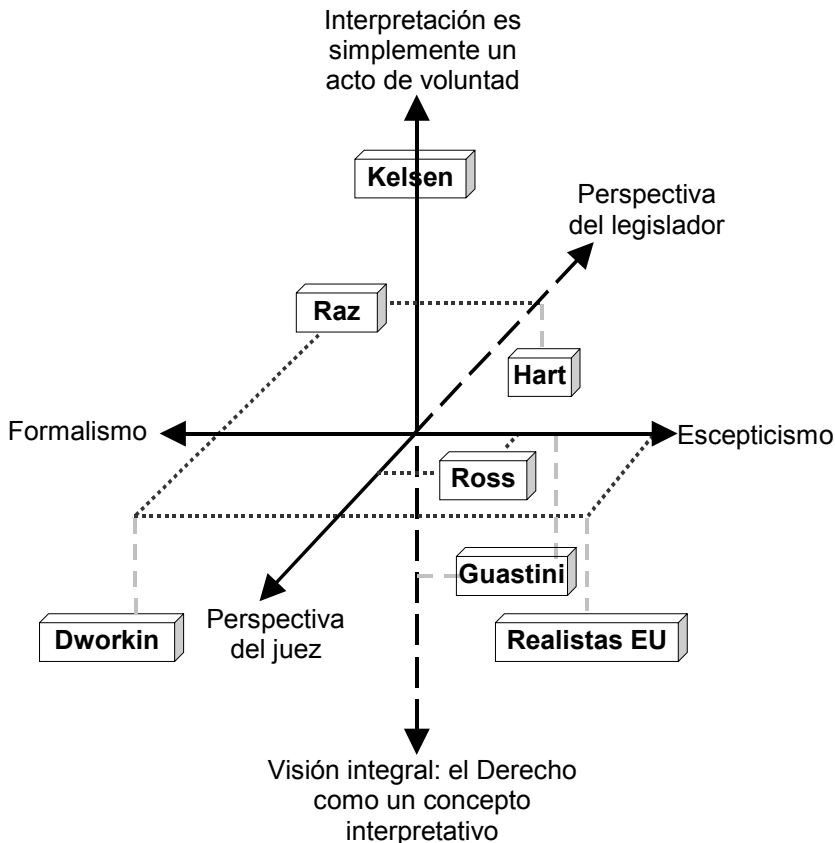 Interpretación es
simplemente un
acto de voluntad
Kelsen
Perspectiva
del legislador
Raz
Hart
Formalismo
Escepticismo
Ross
Guastini
Dworkin
Perspectiva
del juez
Realistas EU
Visión integral: el Derecho
como un concepto
interpretativo